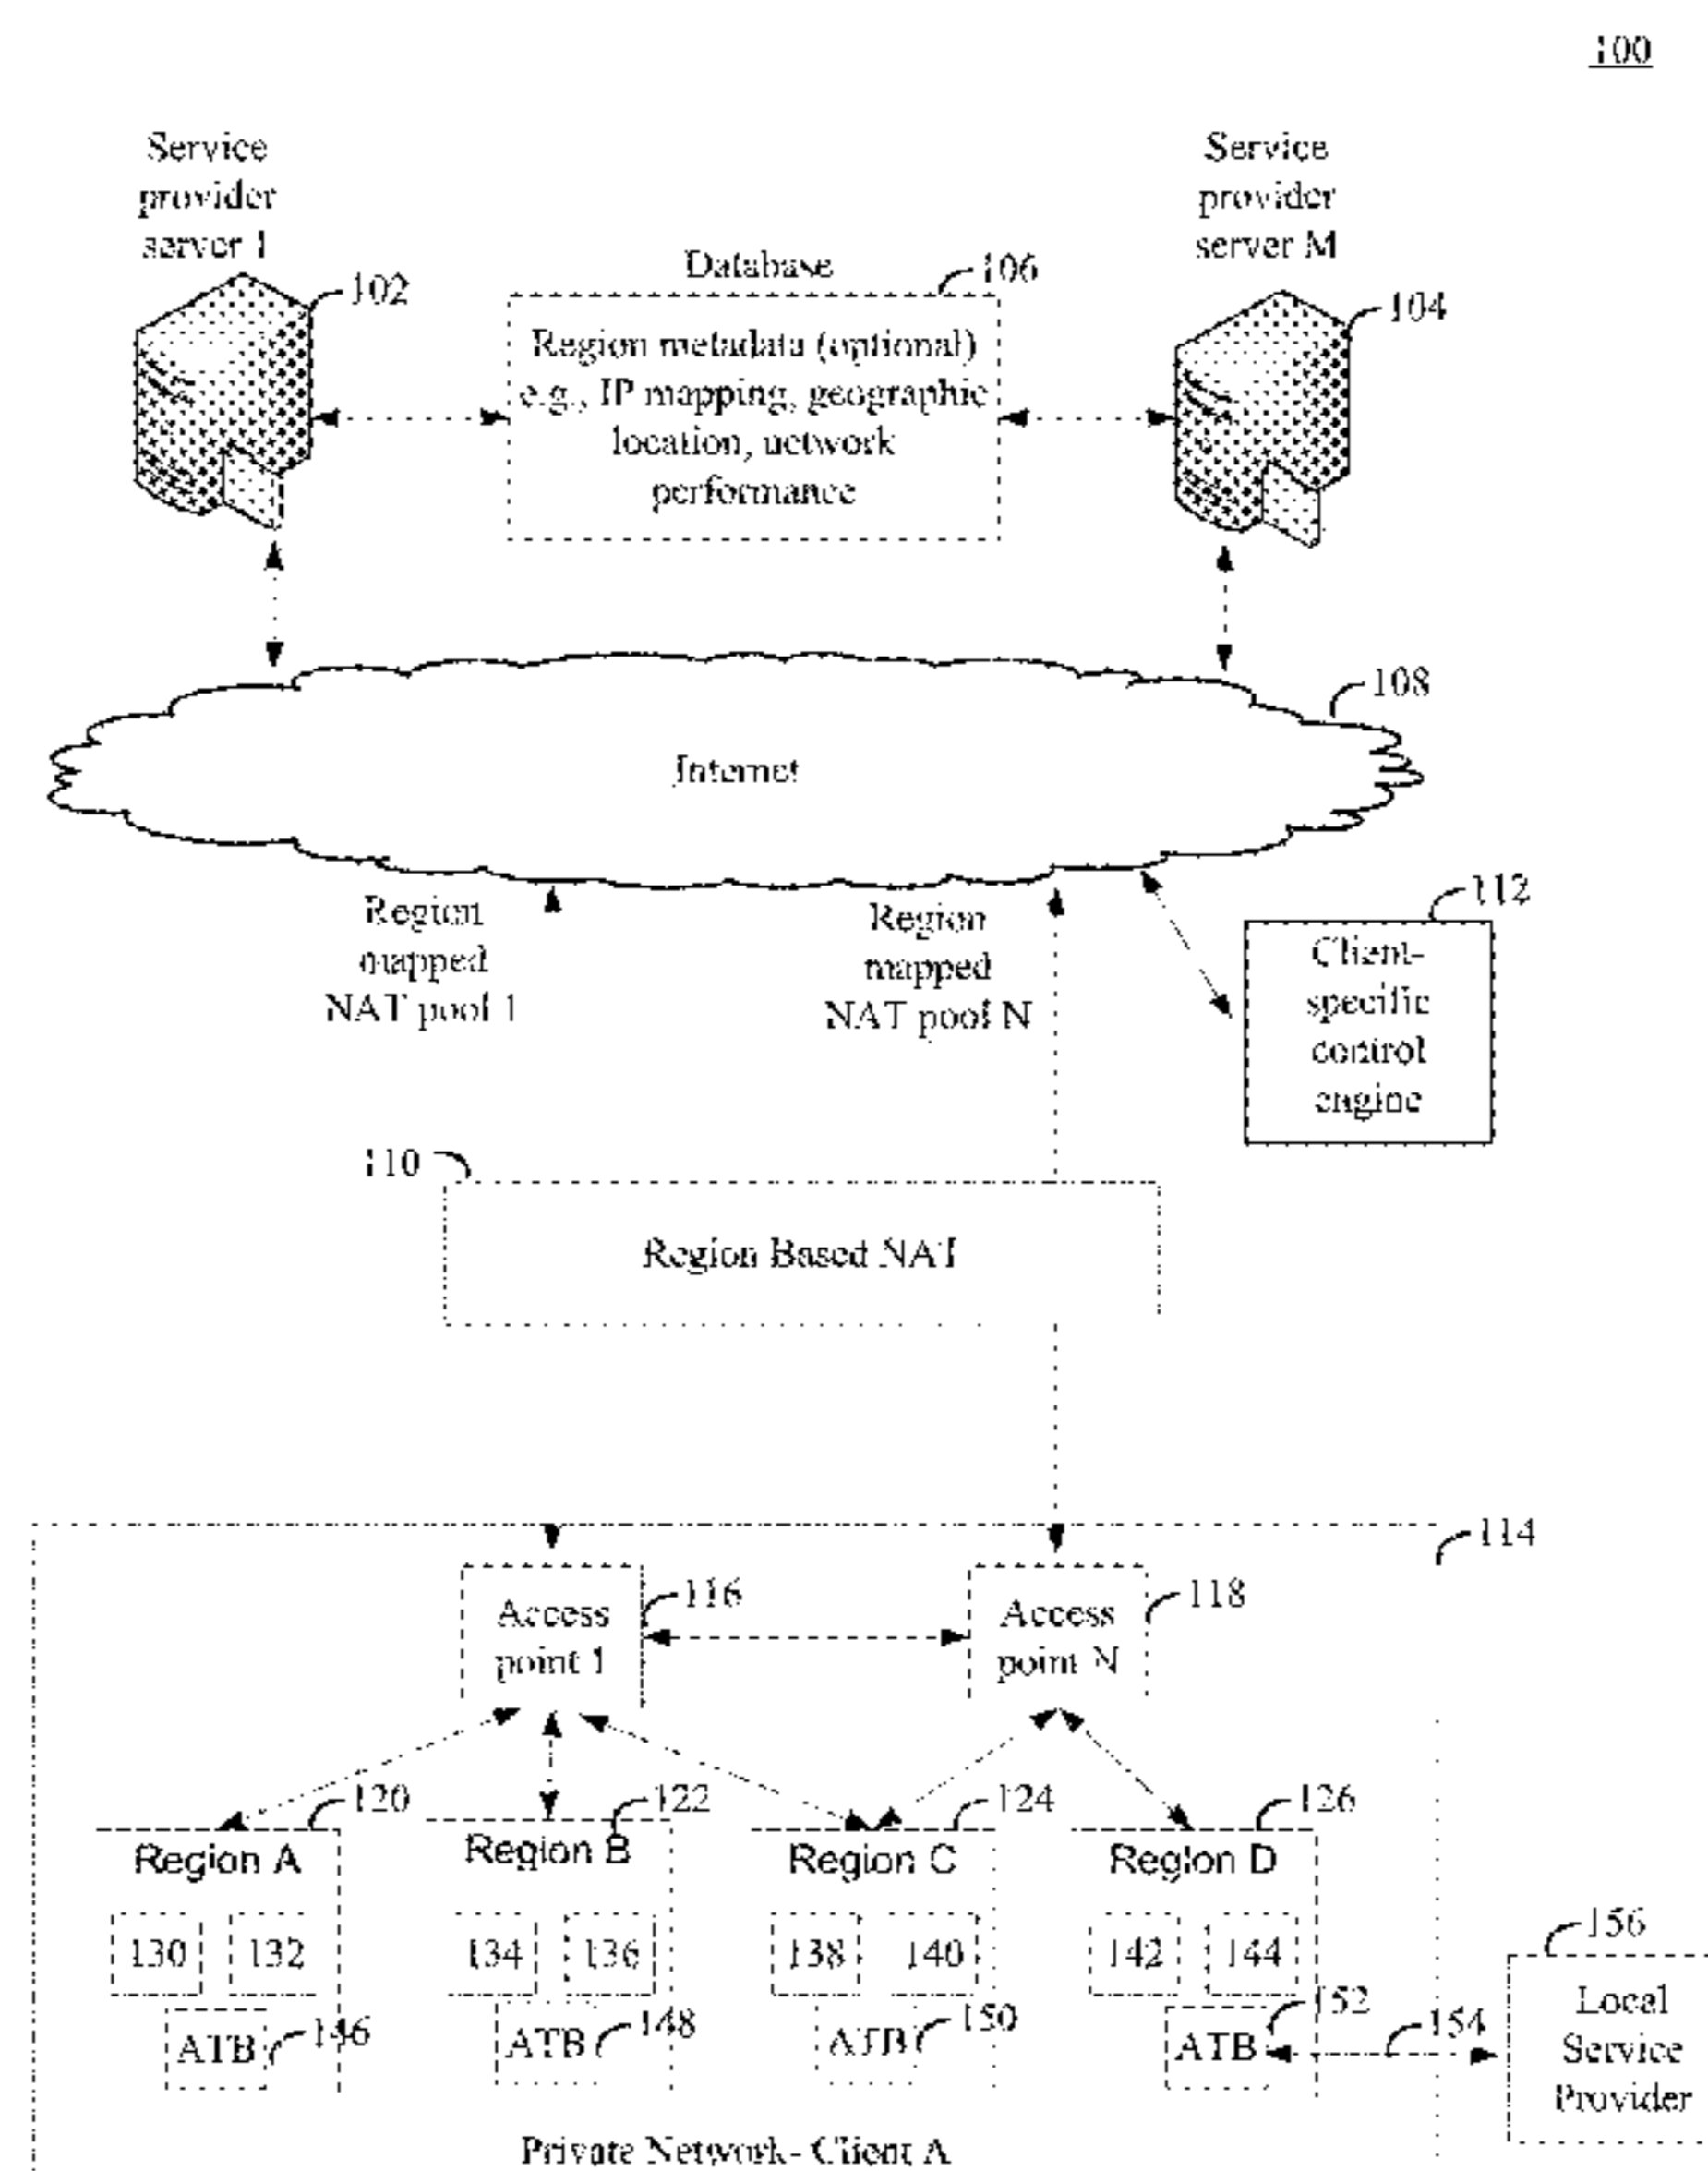 100
Service
provider
server 1
Service
provider
server M
102
Database
106
104
Region metadata (optional)
e.g., IP mapping, geographic
location, network
performance
108
Internet
Region
mapped
NAT pool 1
Region
mapped
NAT pool N
112
Client-
specific
control
engine
110
Region Based NAT
114
Access
point 1
116
Access
point N
118
120
122
124
126
Region A
Region B
Region C
Region D
130
132
134
136
138
140
142
144
156
ATB
146
ATB
148
ATB
150
ATB
152
154
Local
Service
Provider
Private Network- Client A